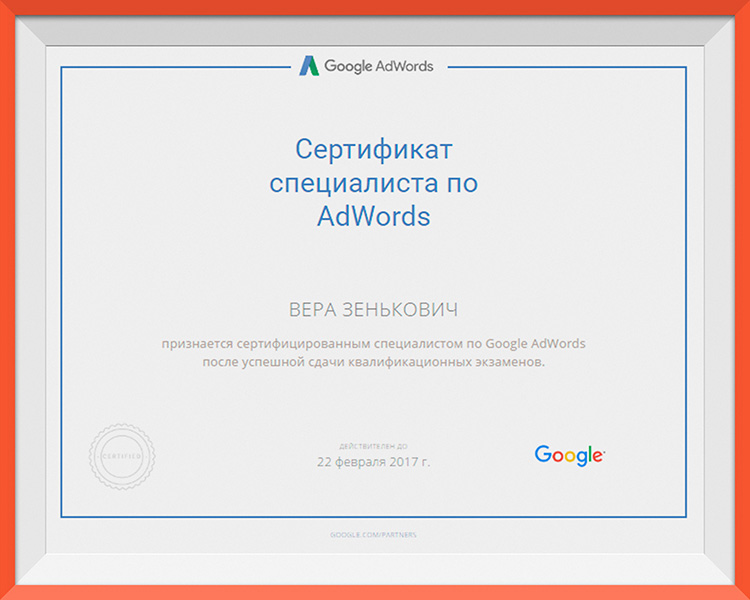 Google AdWords
Сертификат
специалиста по
AdWords
ВЕРА ЗЕНЬКОВИЧ
признается сертифицированным специалистом по Google AdWords
после успешной сдачи квалификационных экзаменов.
CERTIFIED
ДЕЙСТВИТЕЛЕН ДО
22 февраля 2017 г.
Google
GOOGLE.COM/PARTNERS